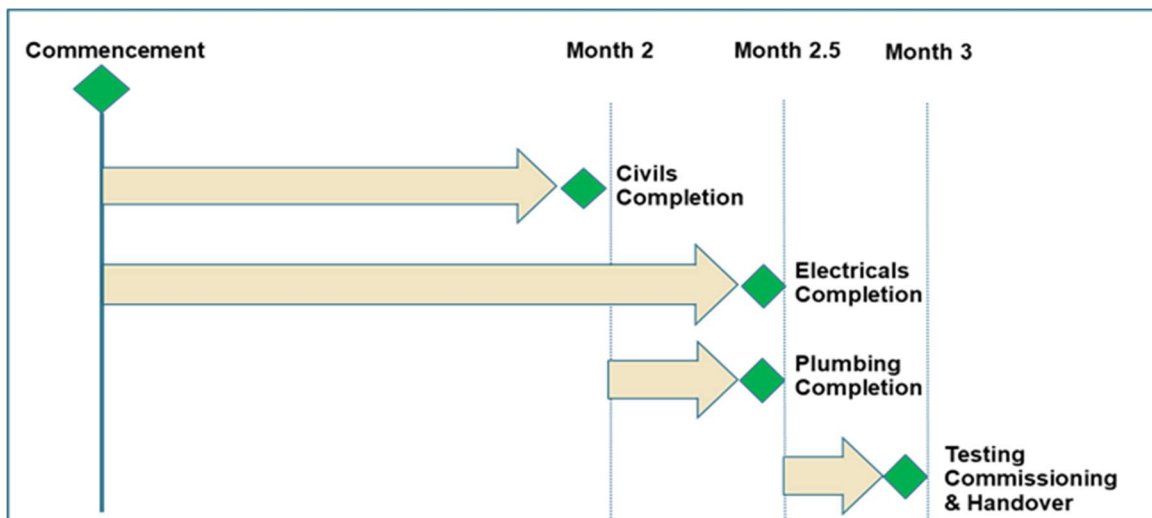 Commencement
Month 2
Month 2.5
Month 3
Civils
Completion
Electricals
Completion
Plumbing
Completion
Testing
Commissioning
& Handover